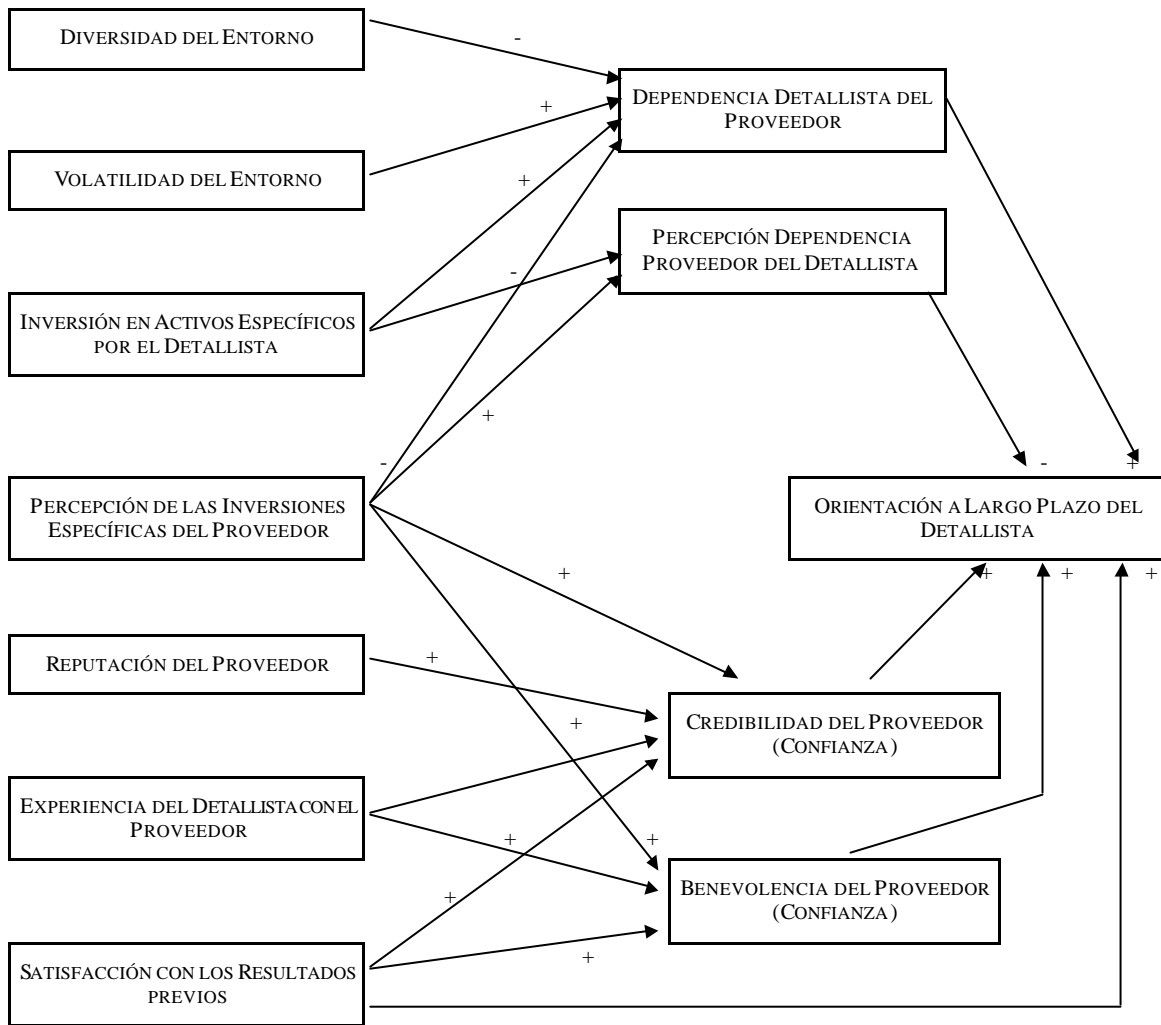 DIVERSIDAD DEL ENTORNO
-
DEPENDENCIA DETALLISTA DEL
PROVEEDOR
+
VOLATILIDAD DEL ENTORNO
+
PERCEPCIÓN DEPENDENCIA
PROVEEDOR DEL DETALLISTA
-
INVERSIÓN EN ACTIVOS ESPECÍFICOS
POR EL DETALLISTA
+
-
-
+
PERCEPCIÓN DE LAS INVERSIONES
ESPECÍFICAS DEL PROVEEDOR
ORIENTACIÓN A LARGO PLAZO DEL
DETALLISTA
+
+
+
+
REPUTACIÓN DEL PROVEEDOR
+
+
CREDIBILIDAD DEL PROVEEDOR
(CONFIANZA)
EXPERIENCIA DEL DETALLISTA CON EL
PROVEEDOR
+
+
BENEVOLENCIA DEL PROVEEDOR
(CONFIANZA)
+
+
SATISFACCIÓN CON LOS RESULTADOS
PREVIOS